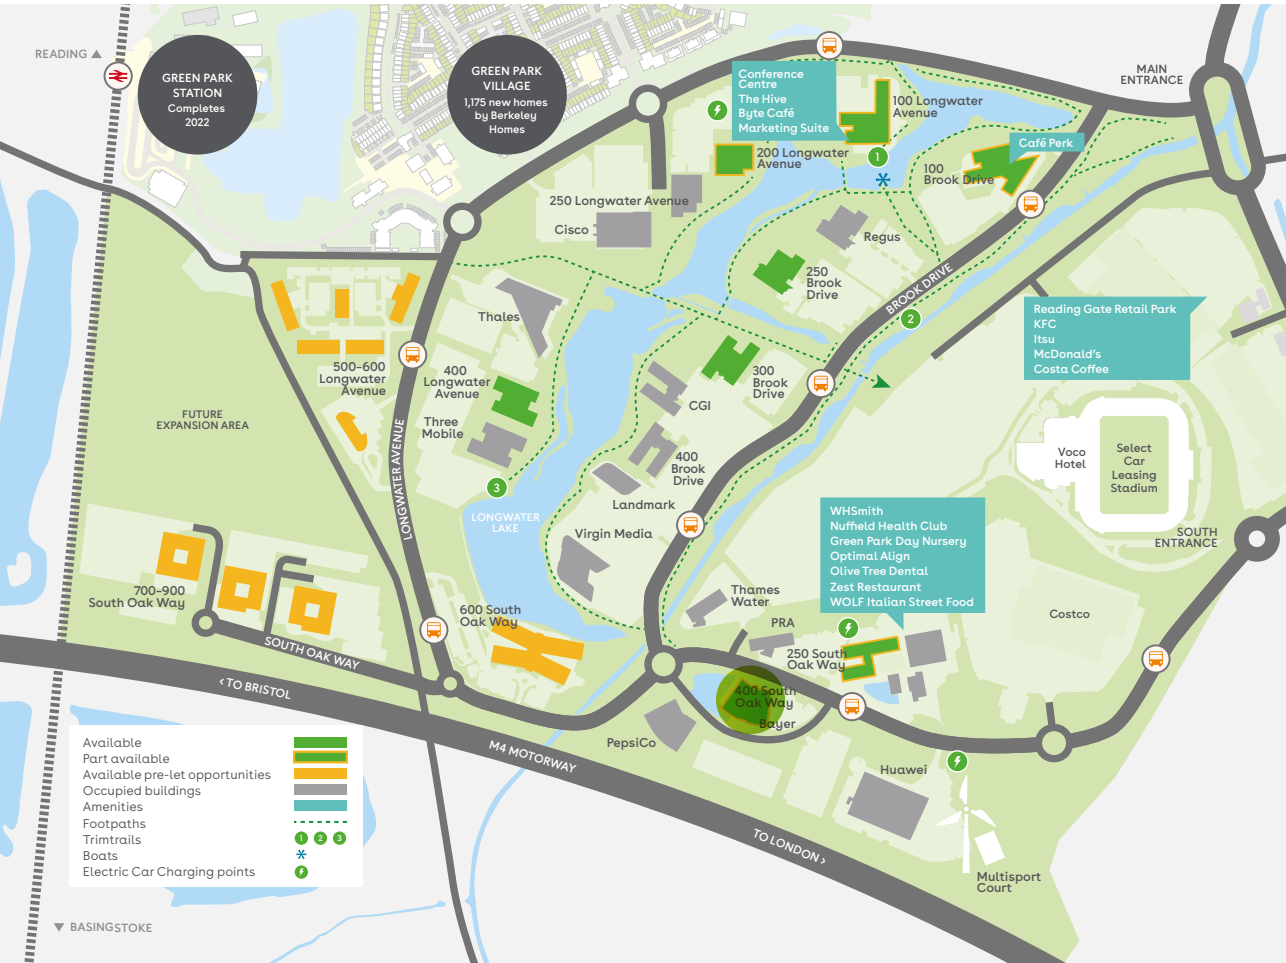 READING
GREEN PARK
STATION
Completes
2022
GREEN PARK
VILLAGE
1,175 new homes
by Berkeley
Homes
Conference
Centre
The Hive
Byte Café
Marketing Suite
100 Longwater
Avenue
MAIN
ENTRANCE
200 Longwater
Avenue
1
Café Perk
100
Brook Drive
250 Longwater Avenue
Cisco
Regus
250
Brook
Drive
BROOK DRIVE
2
Reading Gate Retail Park
KFC
Itsu
McDonald's
Costa Coffee
Thales
500-600
Longwater
Avenue
400
Longwater
Avenue
Three
Mobile
300
Brook
Drive
CGI
FUTURE
EXPANSION AREA
LONGWATER AVENUE
400
Brook
Drive
Voco
Hotel
Select
Car
Leasing
Stadium
3
LONGWATER
LAKE
Landmark
Virgin Media
WHSmith
Nuffield Health Club
Green Park Day Nursery
Optimal Align
Olive Tree Dental
Zest Restaurant
WOLF Italian Street Food
SOUTH
ENTRANCE
700-900
South Oak Way
600 South
Oak Way
Thames
Water
PRA
Costco
SOUTH OAK WAY
250 South
Oak Way
‹ TO BRISTOL
400 South
Oak Way
Bayer
PepsiCo
M4 MOTORWAY
Huawei
TO LONDON ›
Multisport
Court
Available
Part available
Available pre-let opportunities
Occupied buildings
Amenities
Footpaths
Trimtrails 1 2 3
Boats
Electric Car Charging points
BASINGSTOKE